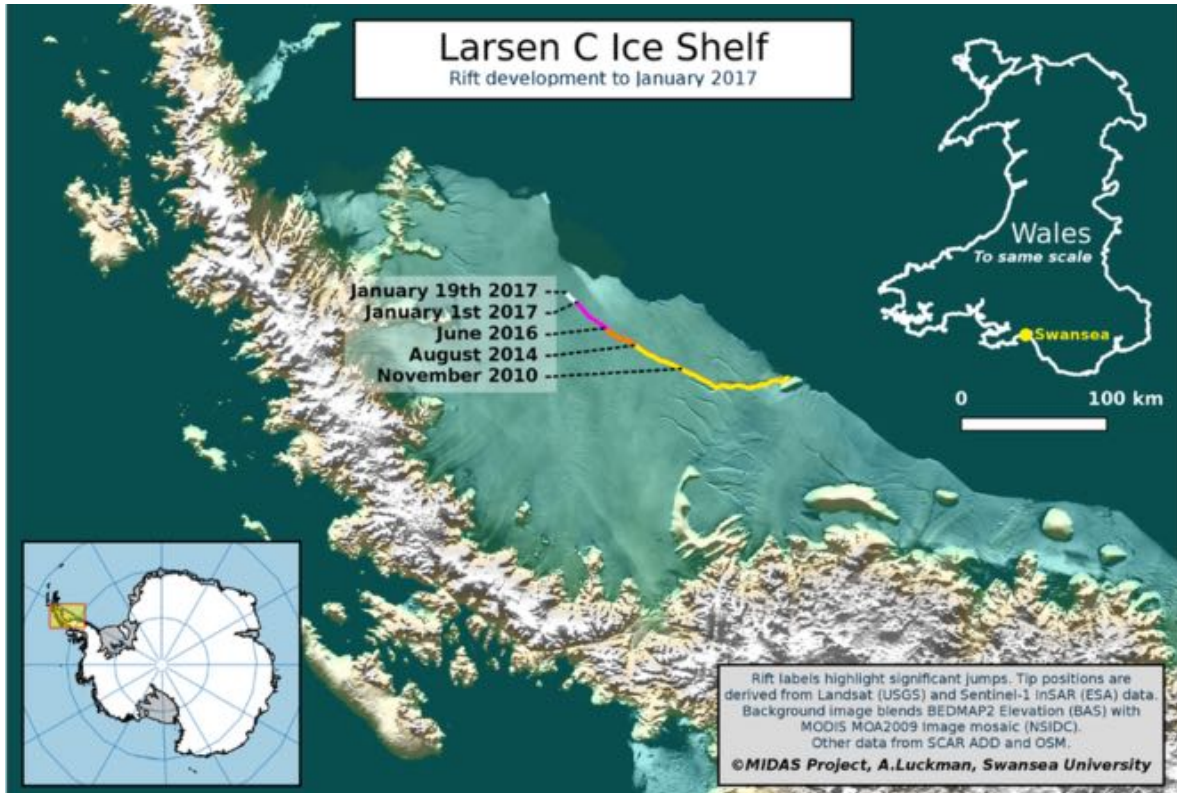 Larsen C Ice Shelf
Rift development to January 2017
Wales
To same scale
January 19th 2017
January 1st 2017
June 2016
August 2014
November 2010
Swansea
0 100 km
Rift labels highlight significant jumps. Tip positions are
derived from Landsat (USGS) and Sentinel-1 InSAR (ESA) data.
Background image blends BEDMAP2 Elevation (BAS) with
MODIS MOA2009 Image mosaic (NSIDC).
Other data from SCAR ADD and OSM.
©MIDAS Project, A.Luckman, Swansea University